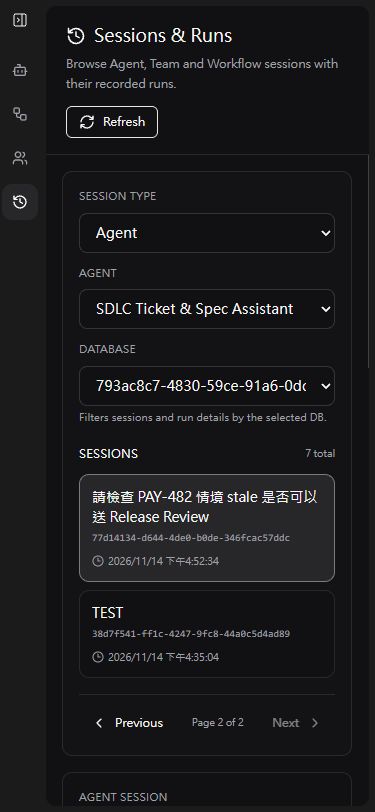 Sessions & Runs
Browse Agent, Team and Workflow sessions with
their recorded runs.
Refresh
SESSION TYPE
Agent
AGENT
SDLC Ticket & Spec Assistant
DATABASE
793ac8c7-4830-59ce-91a6-0dc
Filters sessions and run details by the selected DB.
SESSIONS 7 total
請檢查 PAY-482 情境 stale 是否可以
送 Release Review
77d14134-d644-4de0-b0de-346fcac57ddc
2026/11/14 下午4:52:34
TEST
38d7f541-ff1c-4247-9fc8-44a0c5d4ad89
2026/11/14 下午4:35:04
Previous Page 2 of 2 Next
AGENT SESSION